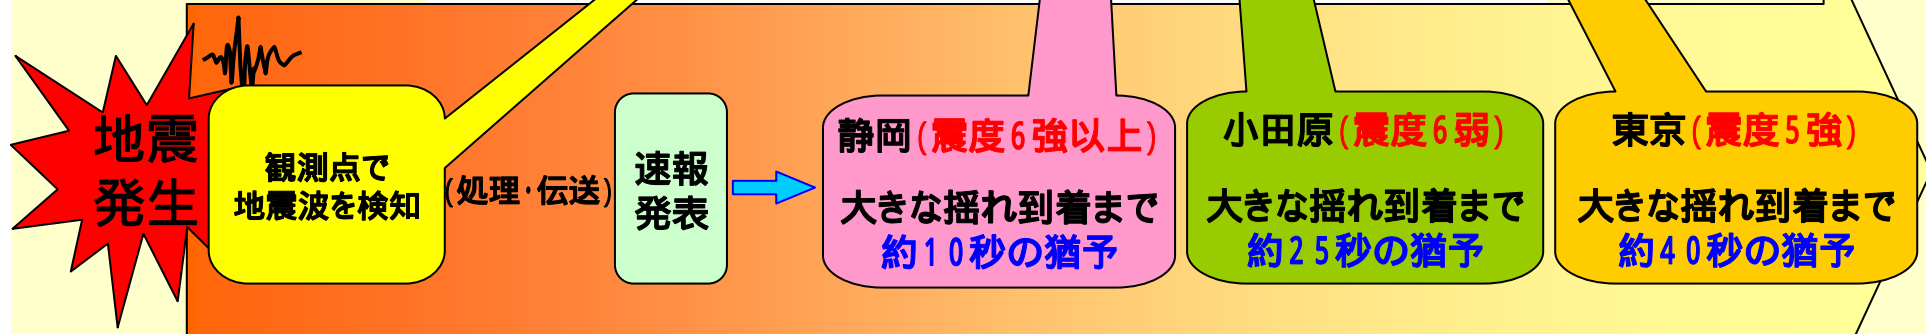 地震
発生
観測点で
地震波を検知
(処理・伝送)
速報
発表
静岡(震度6強以上)
大きな揺れ到着まで
約10秒の猶予
小田原(震度6弱)
大きな揺れ到着まで
約25秒の猶予
東京(震度5強)
大きな揺れ到着まで
約40秒の猶予